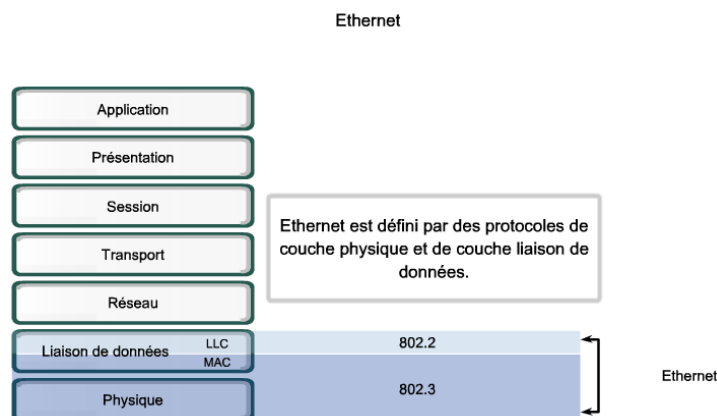 Ethernet
Application
Présentation
Session
Transport
Réseau
Ethernet est défini par des protocoles de
couche physique et de couche liaison de
données.
Liaison de données
LLC
MAC
802.2
Physique
802.3
Ethernet